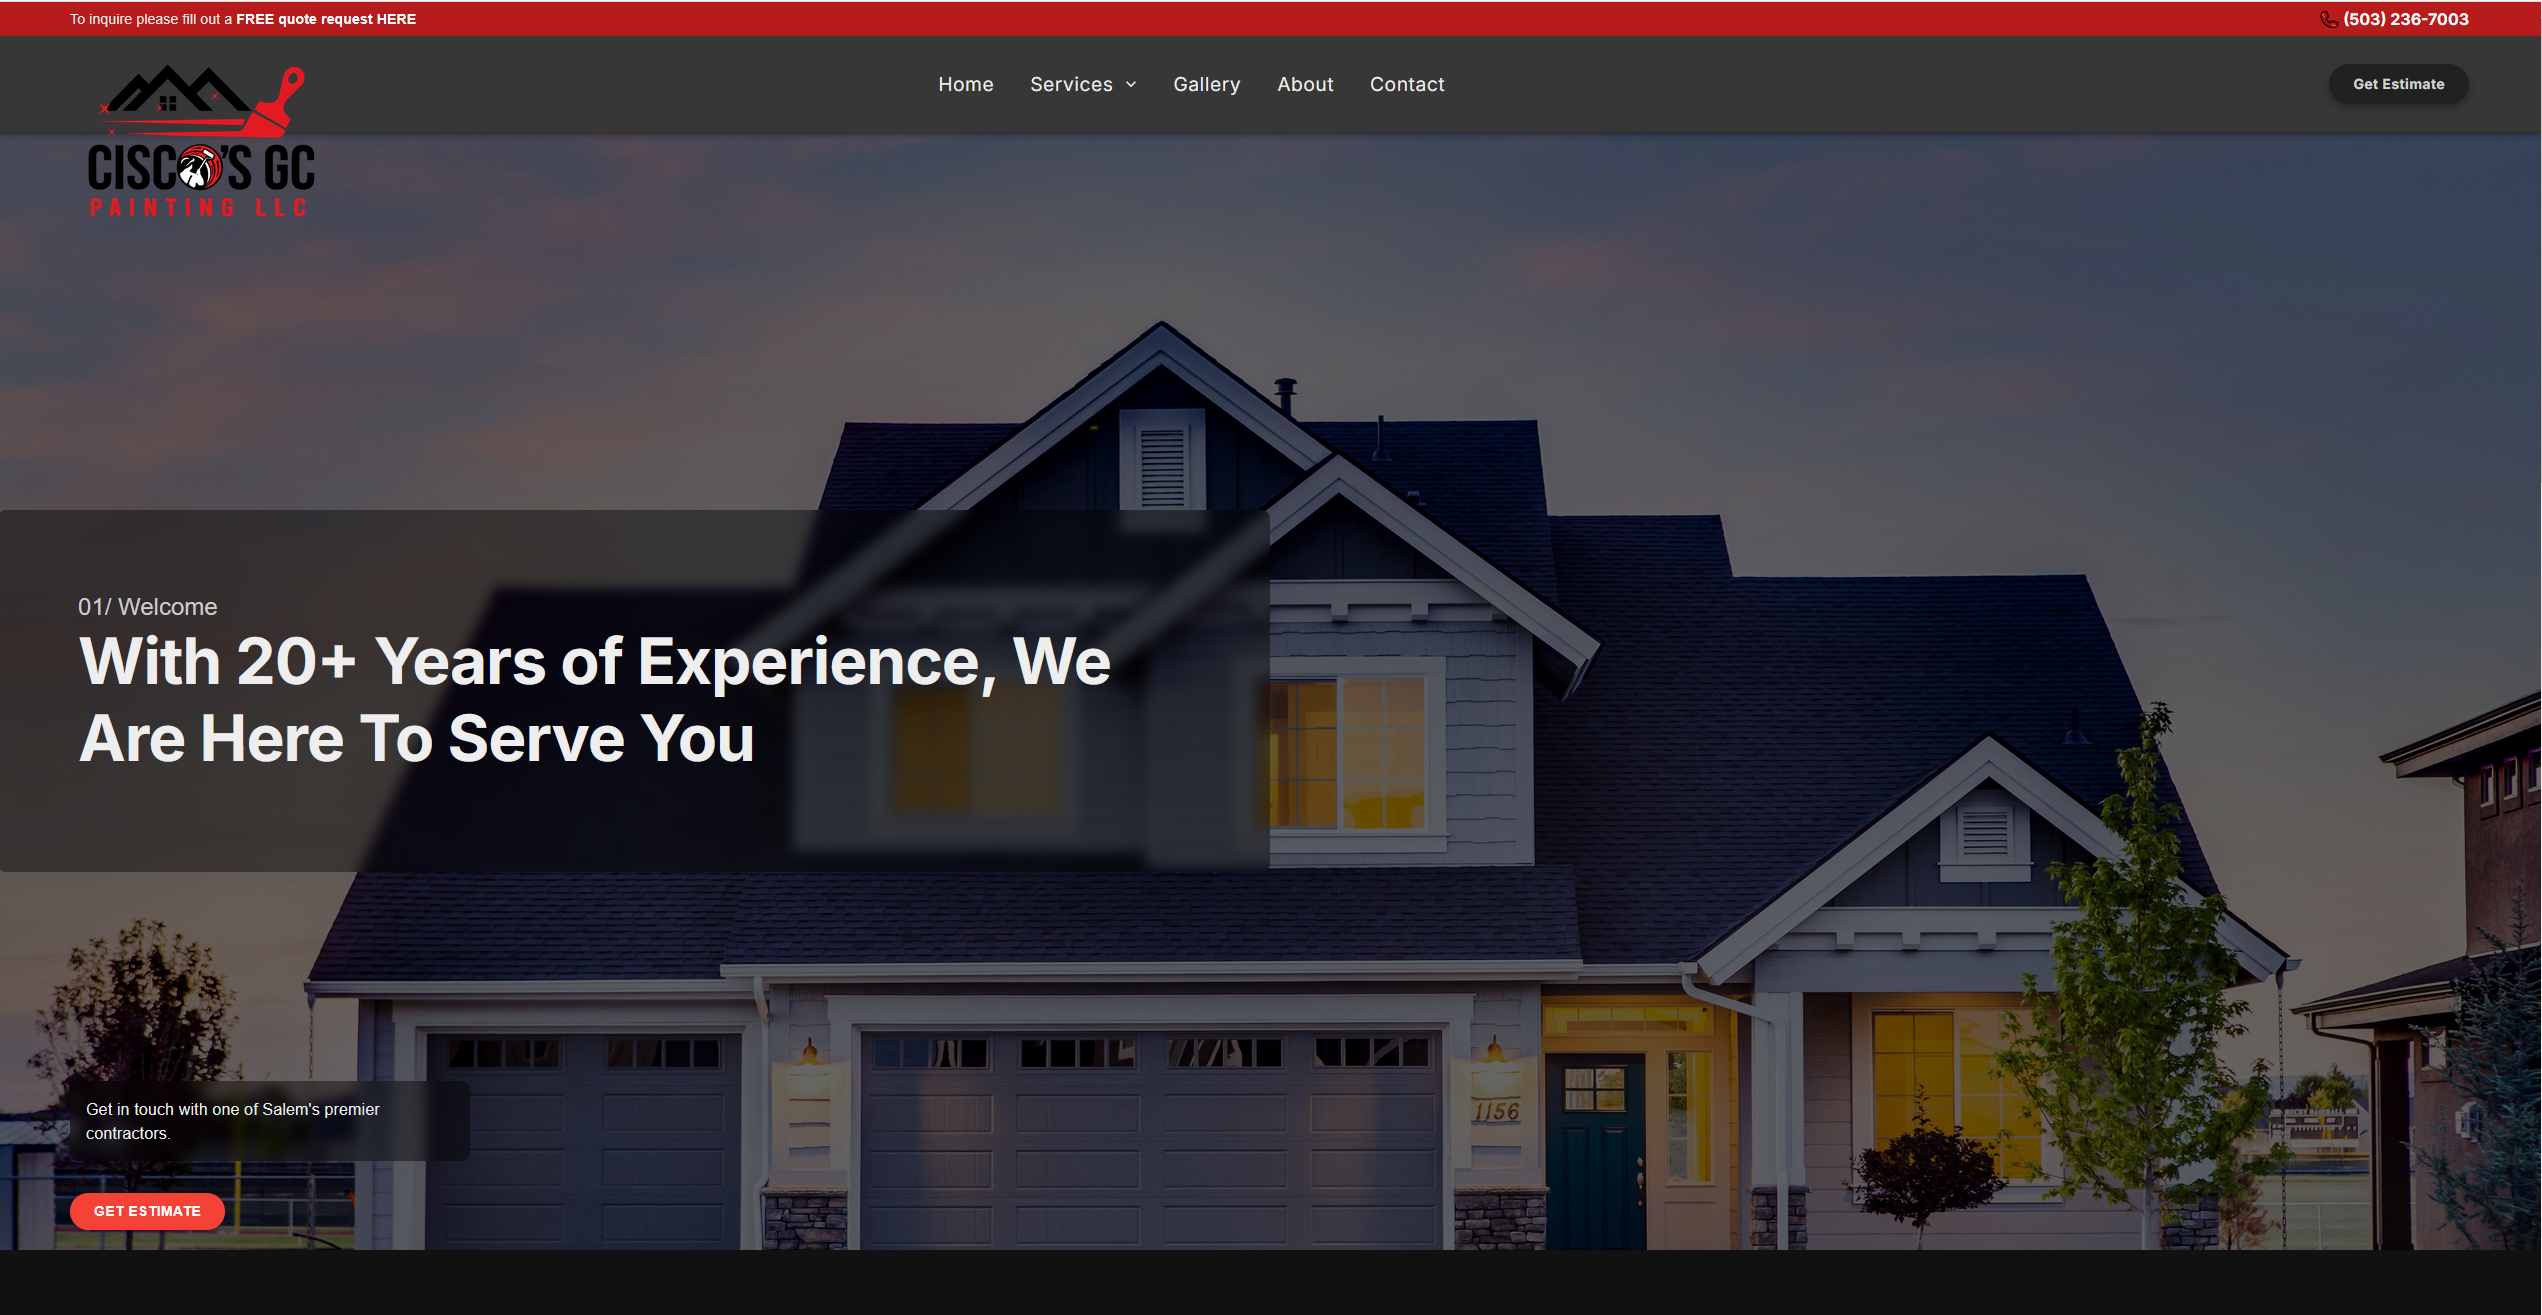 To inquire please fill out a FREE quote request HERE
(503) 236-7003
Home
Services
Gallery
About
Contact
Get Estimate
CISCO'S GC
PAINTING LLC
01/ Welcome
With 20+ Years of Experience, We
Are Here To Serve You
1156
Get in touch with one of Salem's premier
contractors.
GET ESTIMATE